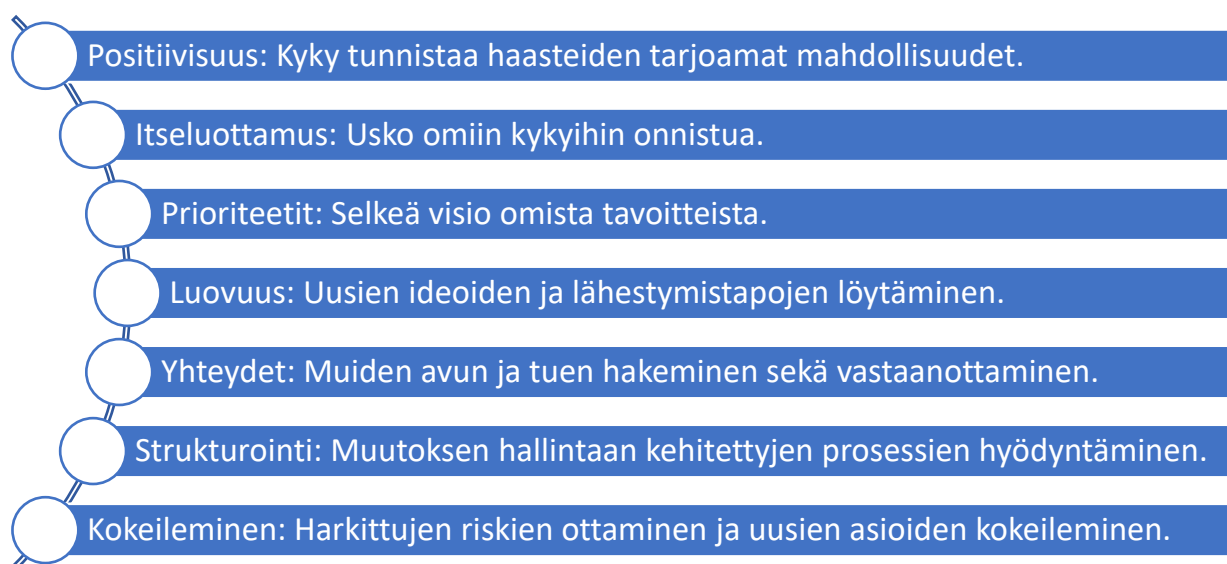 Positiivisuus: Kyky tunnistaa haasteiden tarjoamat mahdollisuudet.
Itseluottamus: Usko omiin kykyihin onnistua.
Prioriteetit: Selkeä visio omista tavoitteista.
Luovuus: Uusien ideoiden ja lähestymistapojen löytäminen.
Yhteydet: Muiden avun ja tuen hakeminen sekä vastaanottaminen.
Strukturointi: Muutoksen hallintaan kehitettyjen prosessien hyödyntäminen.
Kokeileminen: Harkittujen riskien ottaminen ja uusien asioiden kokeileminen.